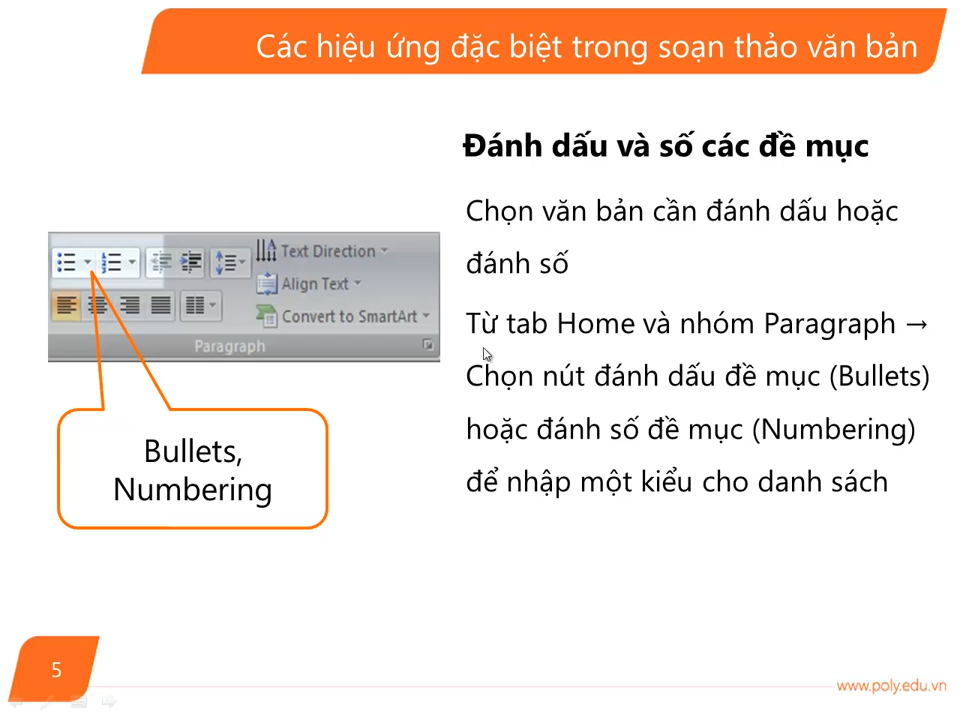 Các hiệu ứng đặc biệt trong soạn thảo văn bản
Đánh dấu và số các đề mục
Chọn văn bản cần đánh dấu hoặc
đánh số
Từ tab Home và nhóm Paragraph →
Chọn nút đánh dấu đề mục (Bullets)
hoặc đánh số đề mục (Numbering)
để nhập một kiểu cho danh sách
Text Direction
Align Text
Convert to SmartArt
Paragraph
Bullets,
Numbering
5
www.poly.edu.vn